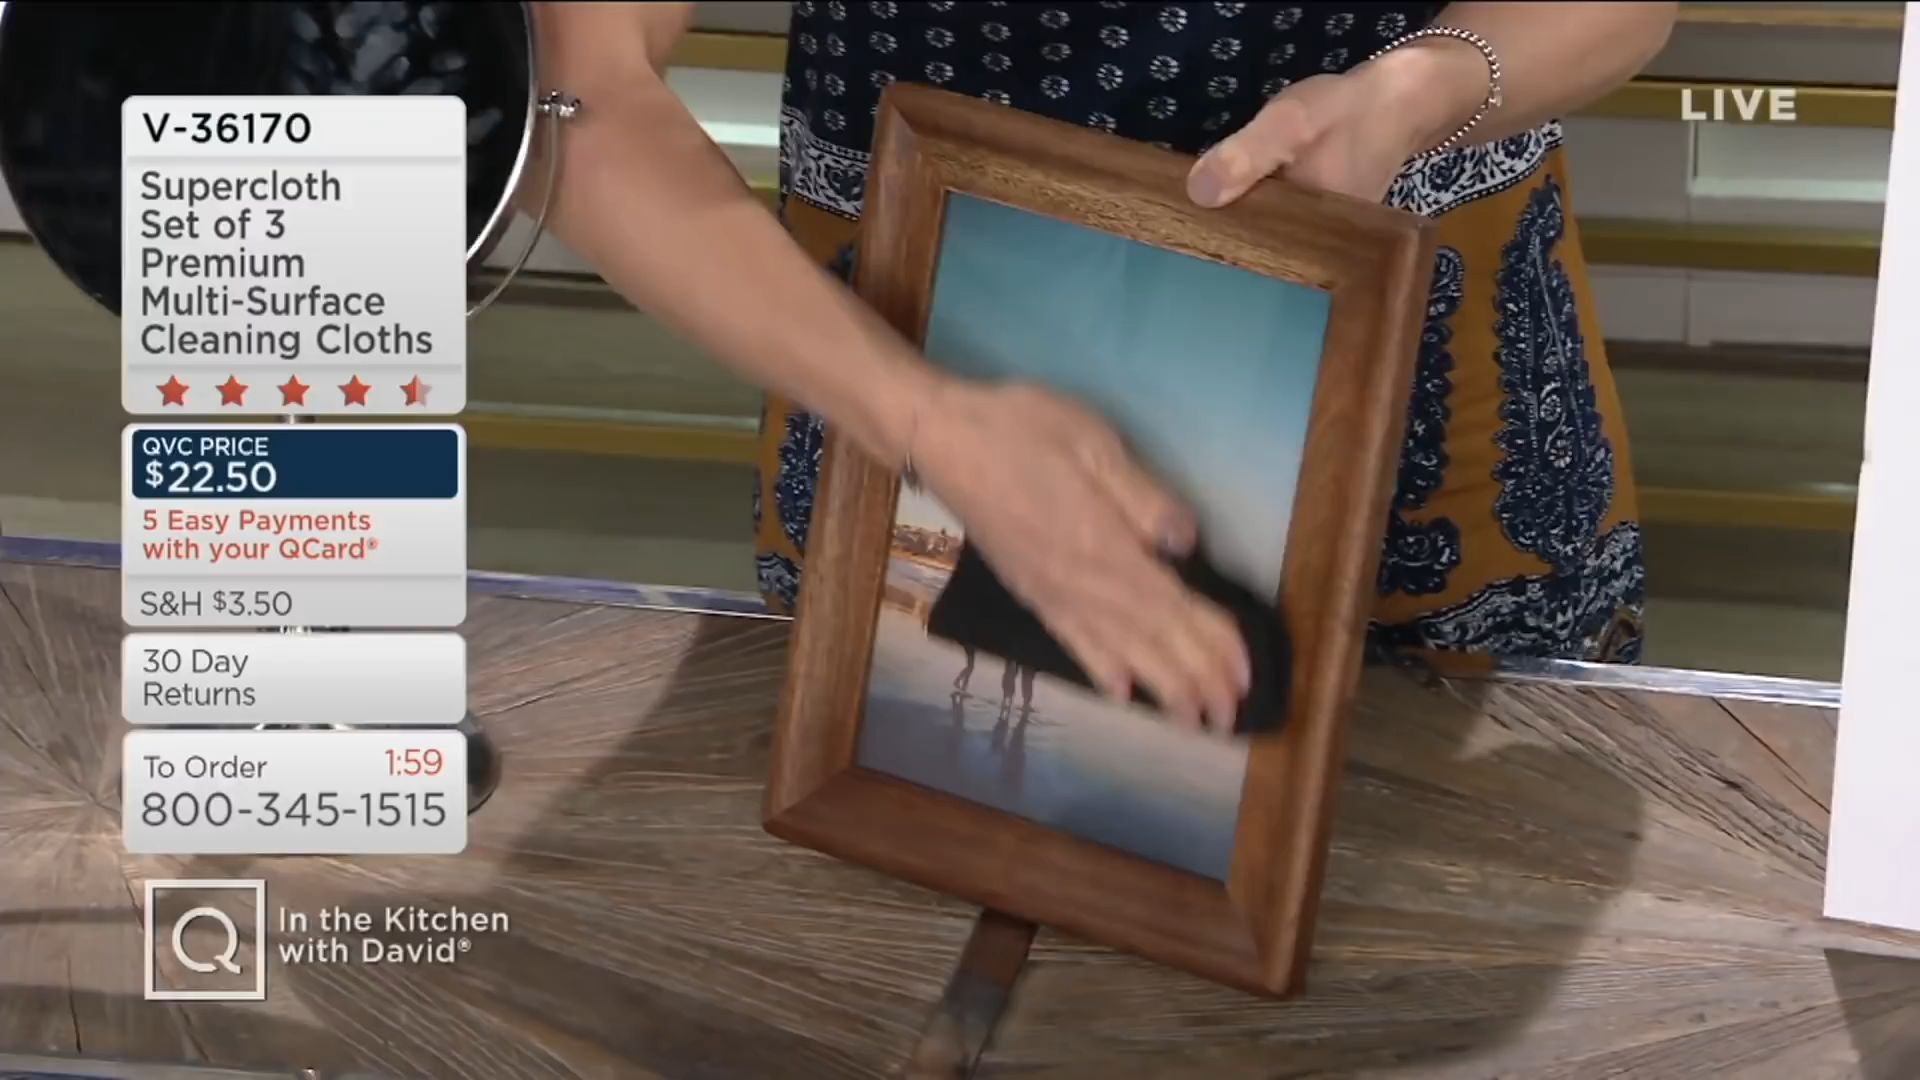 V-36170
Supercloth
Set of 3
Premium
Multi-Surface
Cleaning Cloths
QVC PRICE
$22.50
5 Easy Payments
with your QCard®
S&H $3.50
30 Day
Returns
To Order 1:59
800-345-1515
Q In the Kitchen
with David®
LIVE